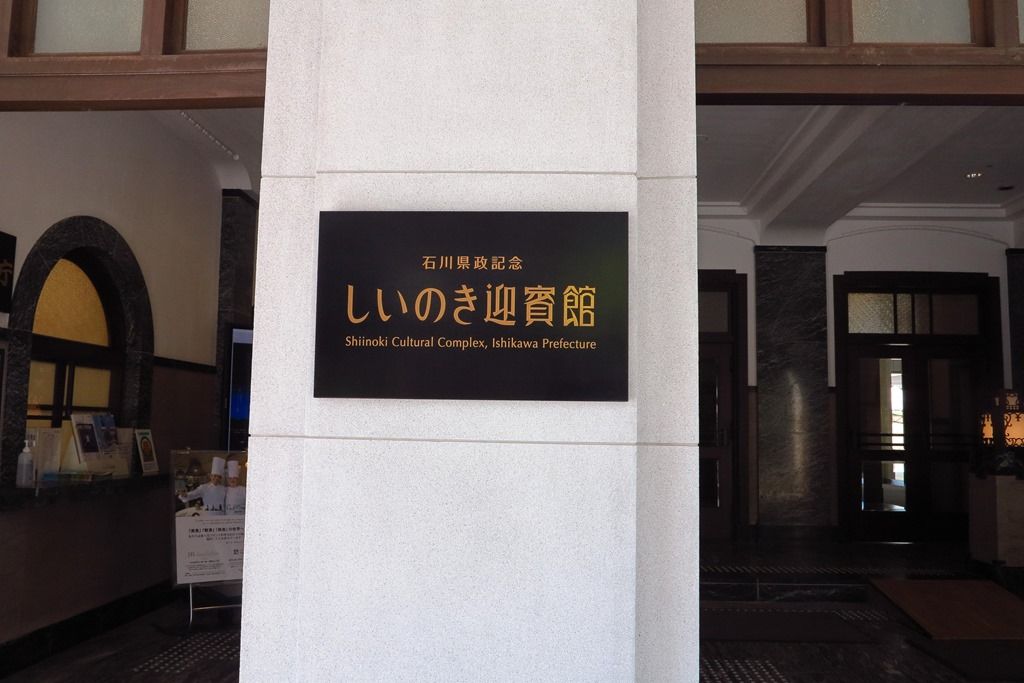 石川県政記念
しいのき迎賓館
Shiinoki Cultural Complex, Ishikawa Prefecture